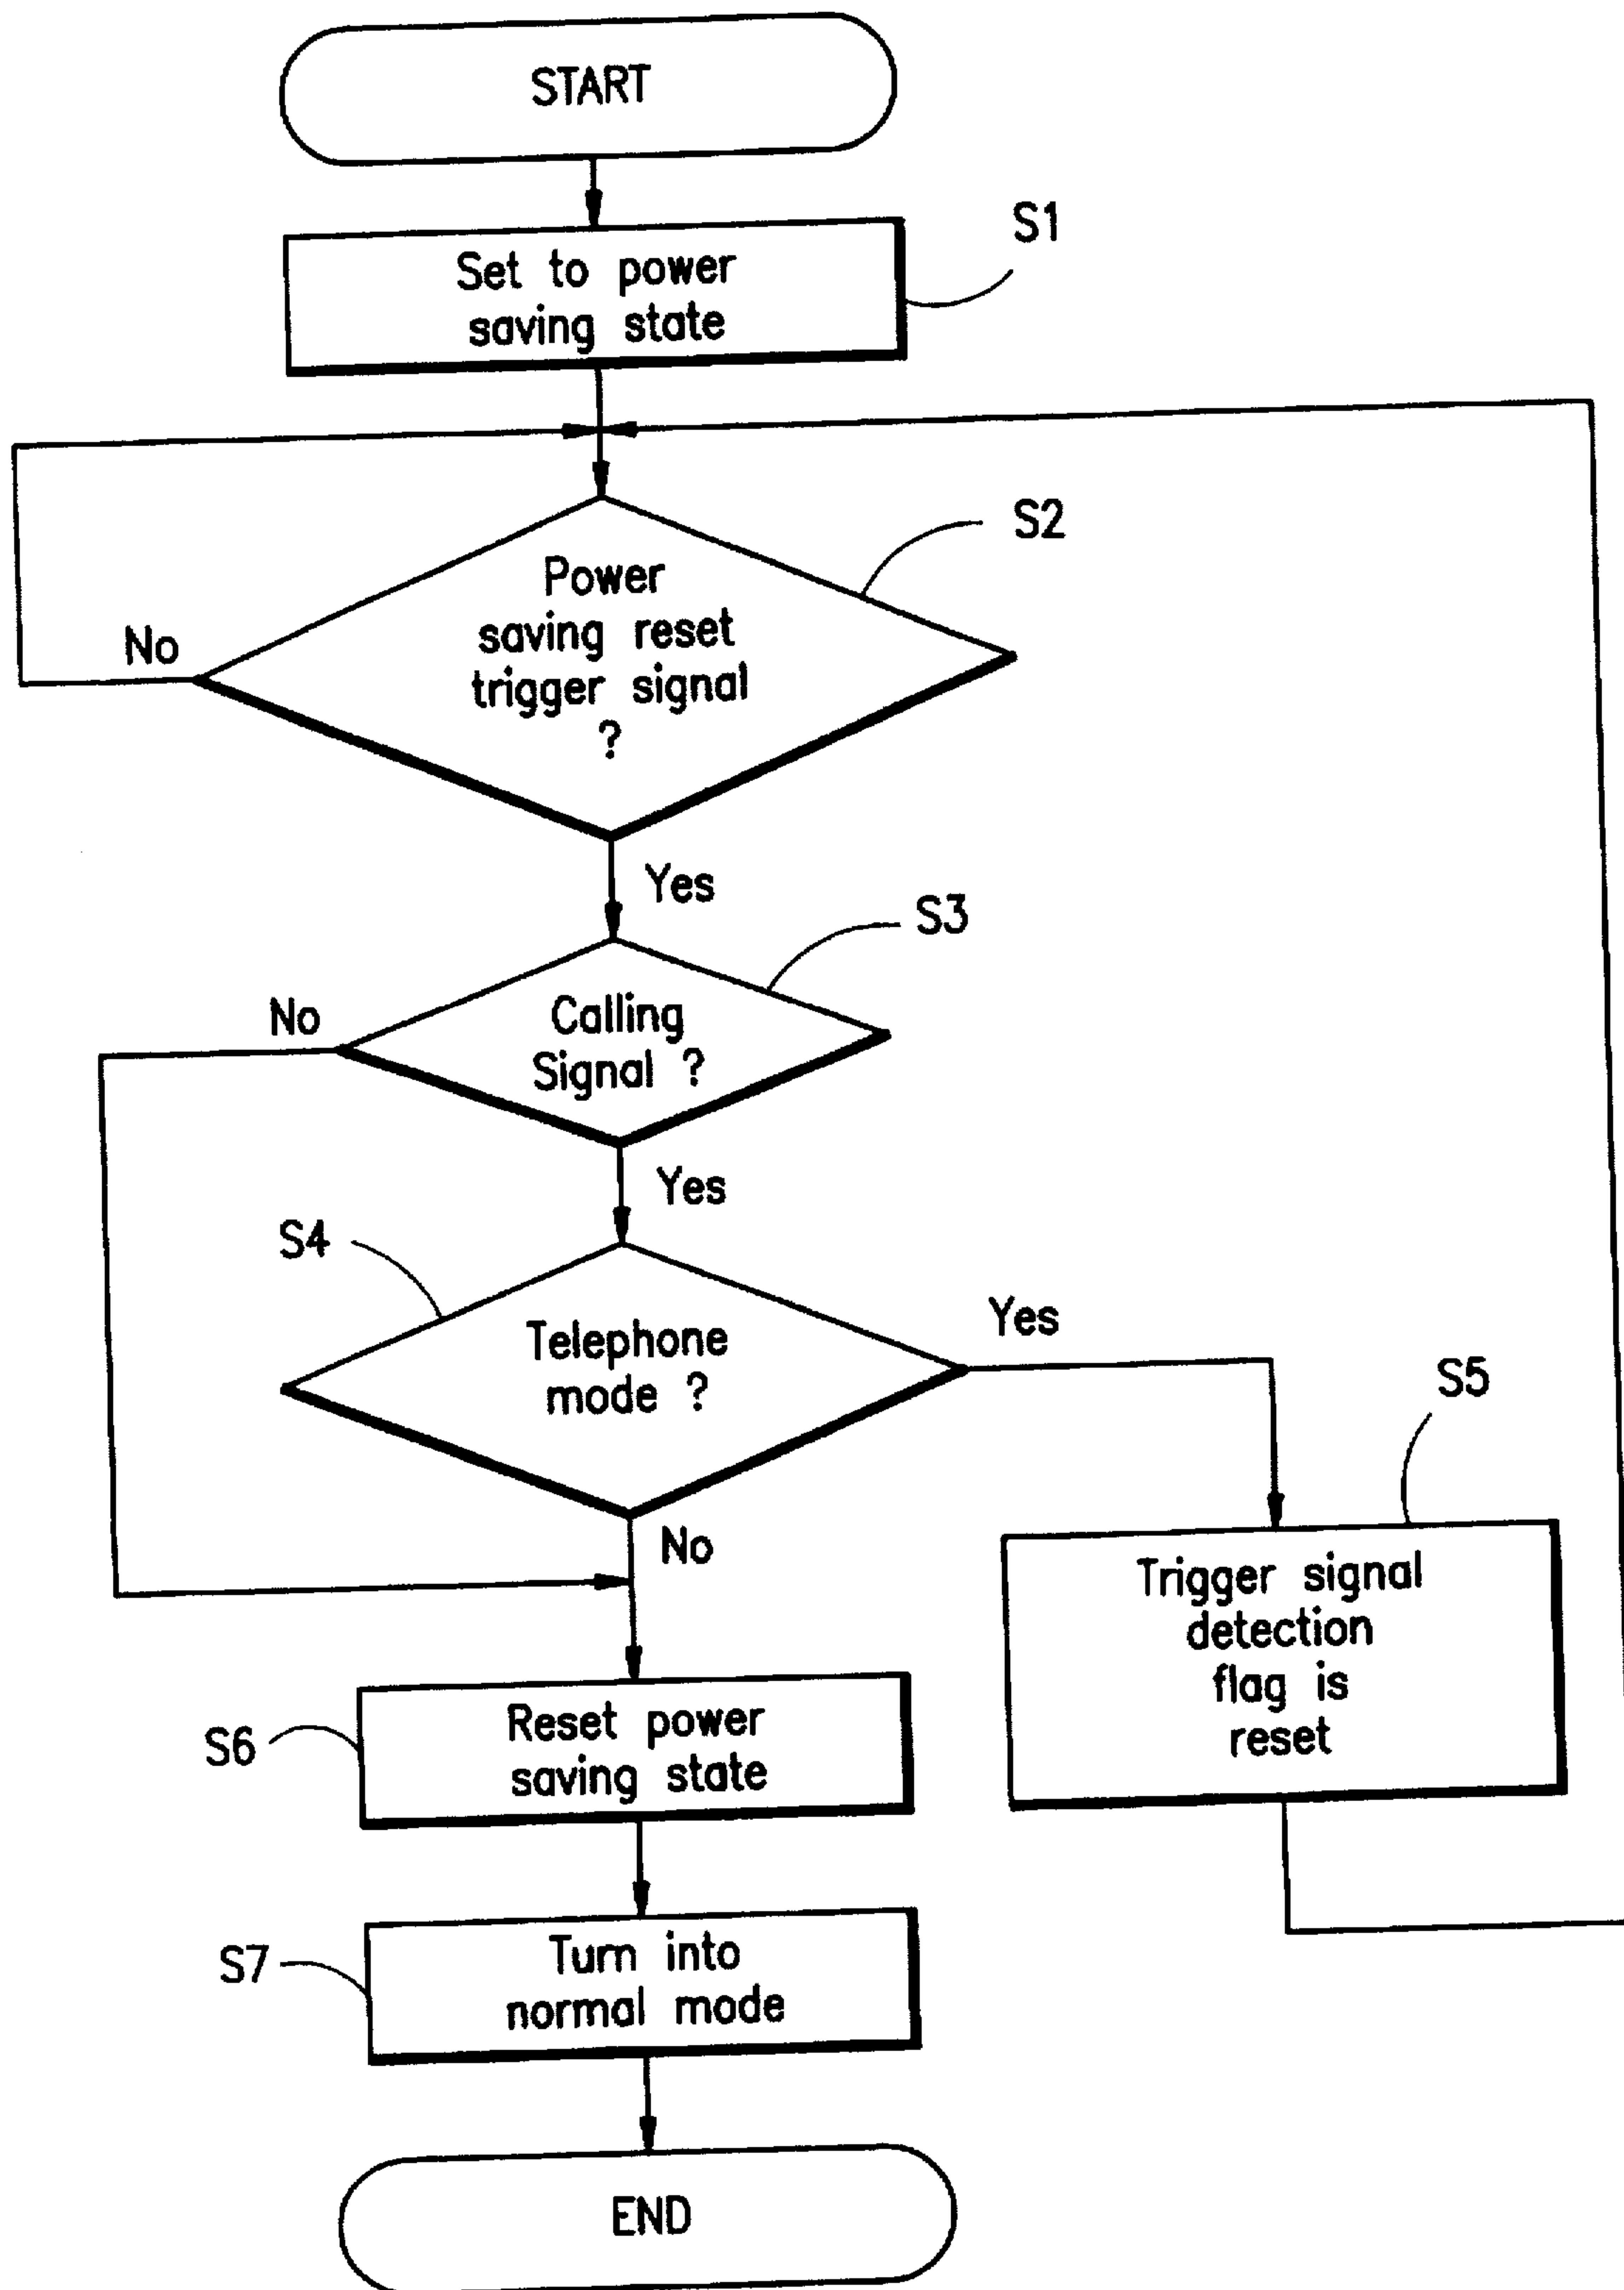 START
Set to power
saving state
S1
Power
saving reset
trigger signal
?
S2
No
Yes
Calling
Signal ?
S3
No
Yes
S4
Telephone
mode ?
Yes
No
S5
Trigger signal
detection
flag is
reset
S6
Reset power
saving state
S7
Turn into
normal mode
END